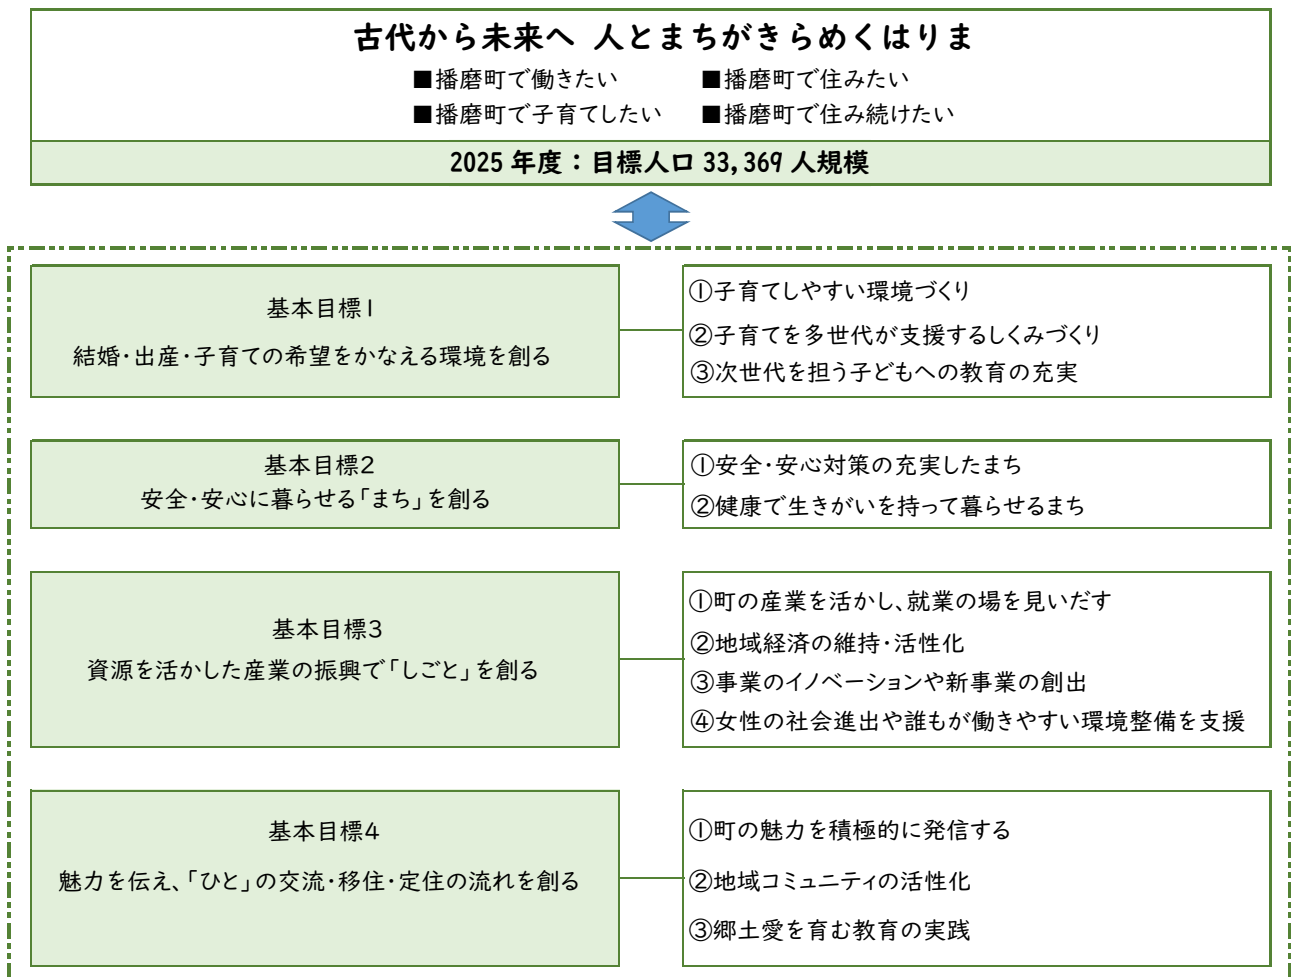 古代から未来へ 人とまちがきらめくはりま
■播磨町で働きたい ■播磨町で住みたい
■播磨町で子育てしたい ■播磨町で住み続けたい
2025年度：目標人口33,369人規模
基本目標1
結婚・出産・子育ての希望をかなえる環境を創る
①子育てしやすい環境づくり
②子育てを多世代が支援するしくみづくり
③次世代を担う子どもへの教育の充実
基本目標2
安全・安心に暮らせる「まち」を創る
①安全・安心対策の充実したまち
②健康で生きがいを持って暮らせるまち
基本目標3
資源を活かした産業の振興で「しごと」を創る
①町の産業を活かし、就業の場を見いだす
②地域経済の維持・活性化
③事業のイノベーションや新事業の創出
④女性の社会進出や誰もが働きやすい環境整備を支援
基本目標4
魅力を伝え、「ひと」の交流・移住・定住の流れを創る
①町の魅力を積極的に発信する
②地域コミュニティの活性化
③郷土愛を育む教育の実践